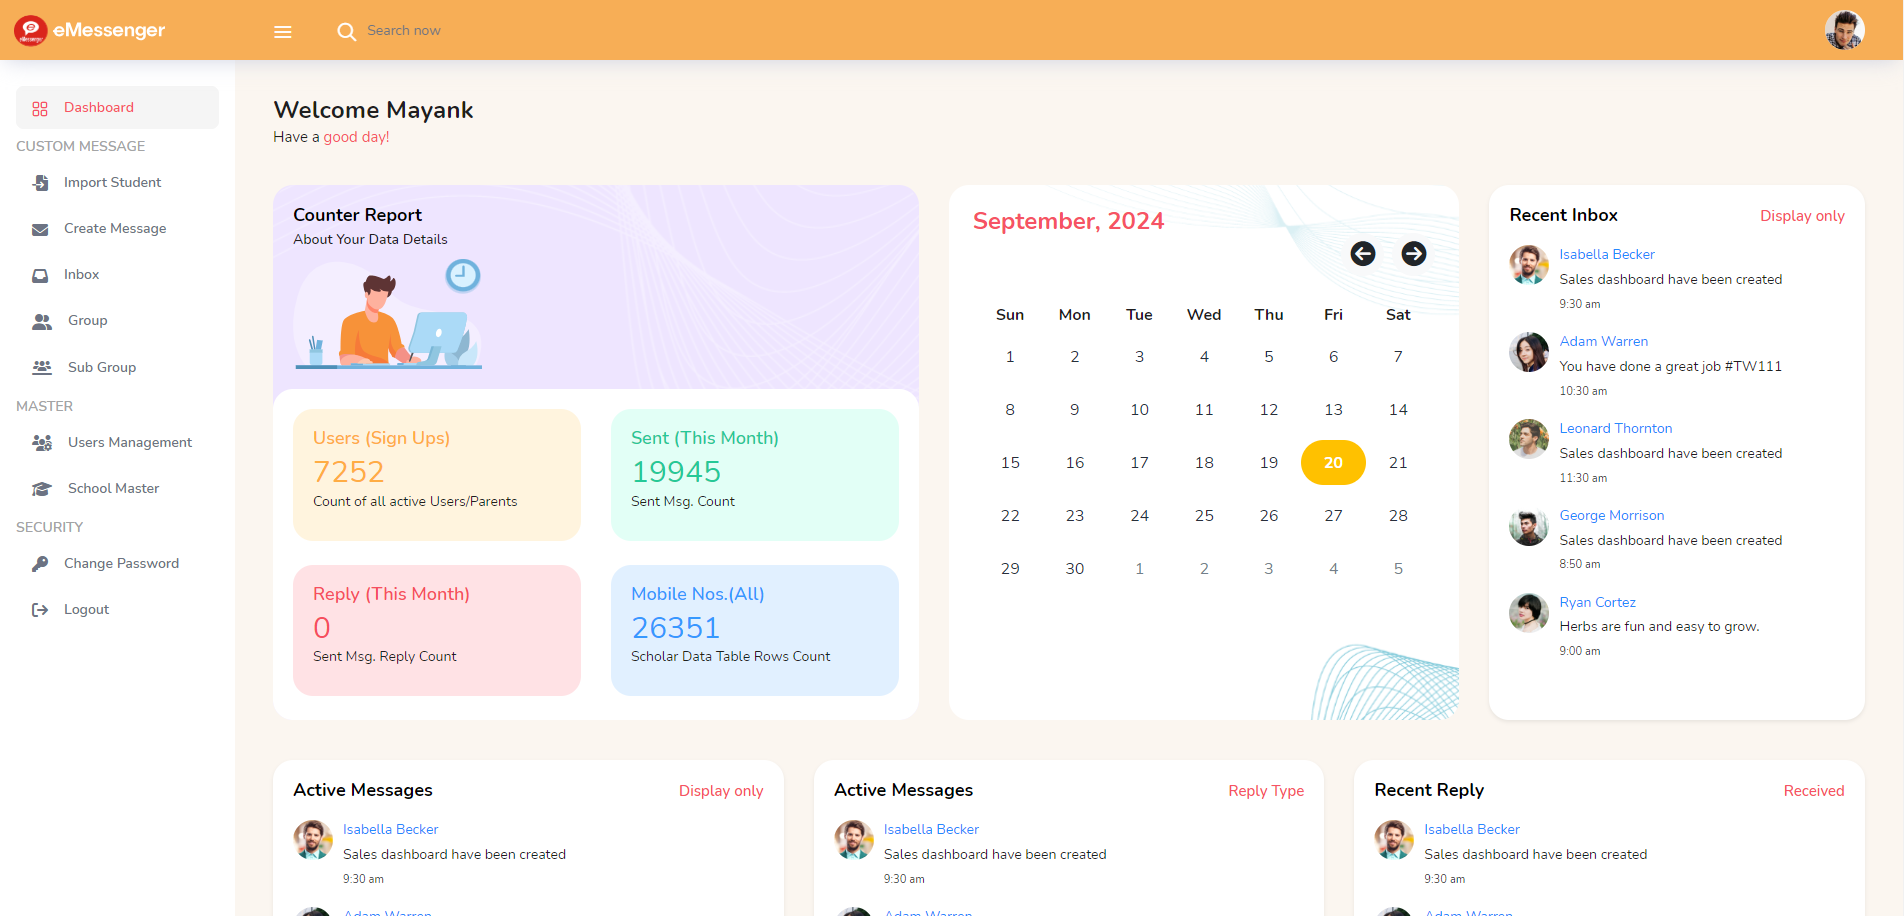 eMessenger
Search now
Dashboard
CUSTOM MESSAGE
Import Student
Create Message
Inbox
Group
Sub Group
MASTER
Users Management
School Master
SECURITY
Change Password
Logout
Welcome Mayank
Have a good day!
Counter Report
About Your Data Details
Users (Sign Ups)
7252
Count of all active Users/Parents
Sent (This Month)
19945
Sent Msg. Count
Reply (This Month)
0
Sent Msg. Reply Count
Mobile Nos.(All)
26351
Scholar Data Table Rows Count
September, 2024
Sun Mon Tue Wed Thu Fri Sat
1 2 3 4 5 6 7
8 9 10 11 12 13 14
15 16 17 18 19 20 21
22 23 24 25 26 27 28
29 30 1 2 3 4 5
Recent Inbox Display only
Isabella Becker
Sales dashboard have been created
9:30 am
Adam Warren
You have done a great job #TW111
10:30 am
Leonard Thornton
Sales dashboard have been created
11:30 am
George Morrison
Sales dashboard have been created
8:50 am
Ryan Cortez
Herbs are fun and easy to grow.
9:00 am
Active Messages Display only
Isabella Becker
Sales dashboard have been created
9:30 am
Adam Warren
Active Messages Reply Type
Isabella Becker
Sales dashboard have been created
9:30 am
Adam Warren
Recent Reply Received
Isabella Becker
Sales dashboard have been created
9:30 am
Adam Warren